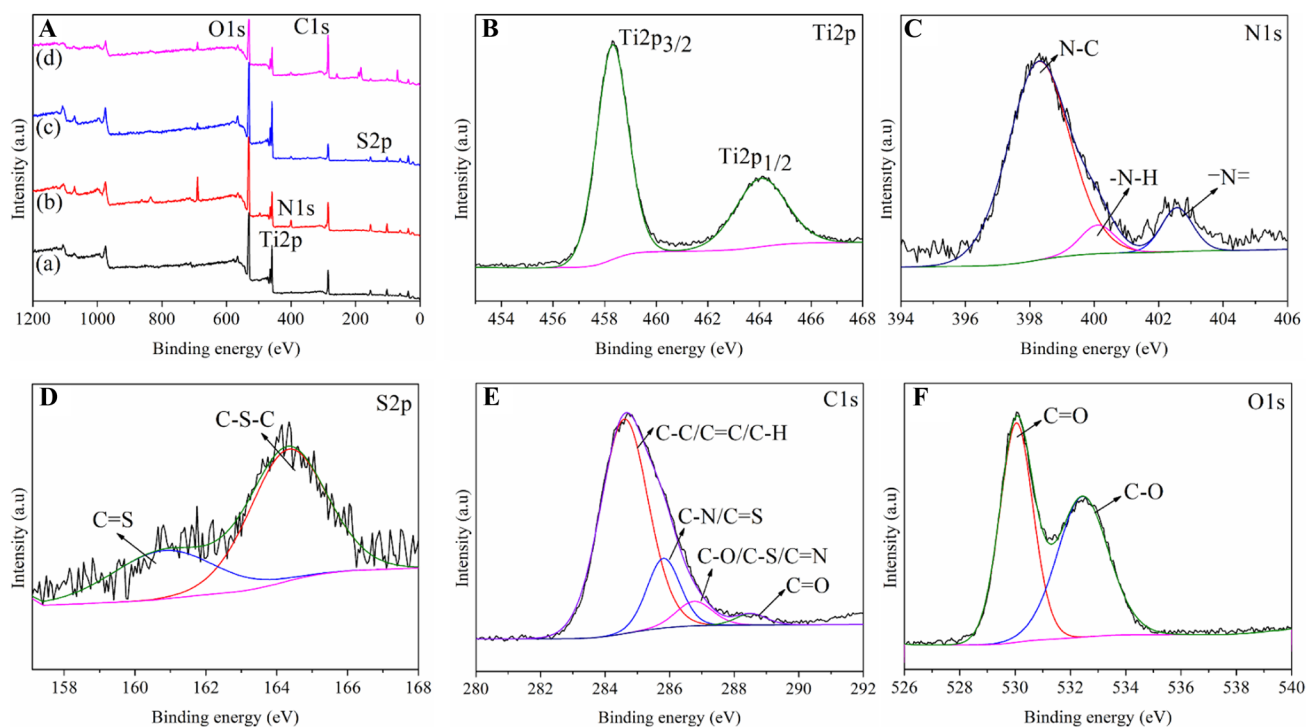 A
O1s
C1s
(d)
(c)
S2p
(b)
N1s
Ti2p
(a)
Intensity (a.u)
1200 1000 800 600 400 200 0
Binding energy (eV)
B
Ti2p3/2
Ti2p
Ti2p1/2
Intensity (a.u)
454 456 458 460 462 464 466 468
Binding energy (eV)
C
N1s
N-C
-N-H
−N=
Intensity (a.u)
394 396 398 400 402 404 406
Binding energy (eV)
D
S2p
C-S-C
C=S
Intensity (a.u)
158 160 162 164 166 168
Binding energy (eV)
E
C1s
C-C/C=C/C-H
C-N/C=S
C-O/C-S/C=N
C=O
Intensity (a.u)
280 282 284 286 288 290 292
Binding energy (eV)
F
O1s
C=O
C-O
Intensity (a.u)
526 528 530 532 534 536 538 540
Binding energy (eV)